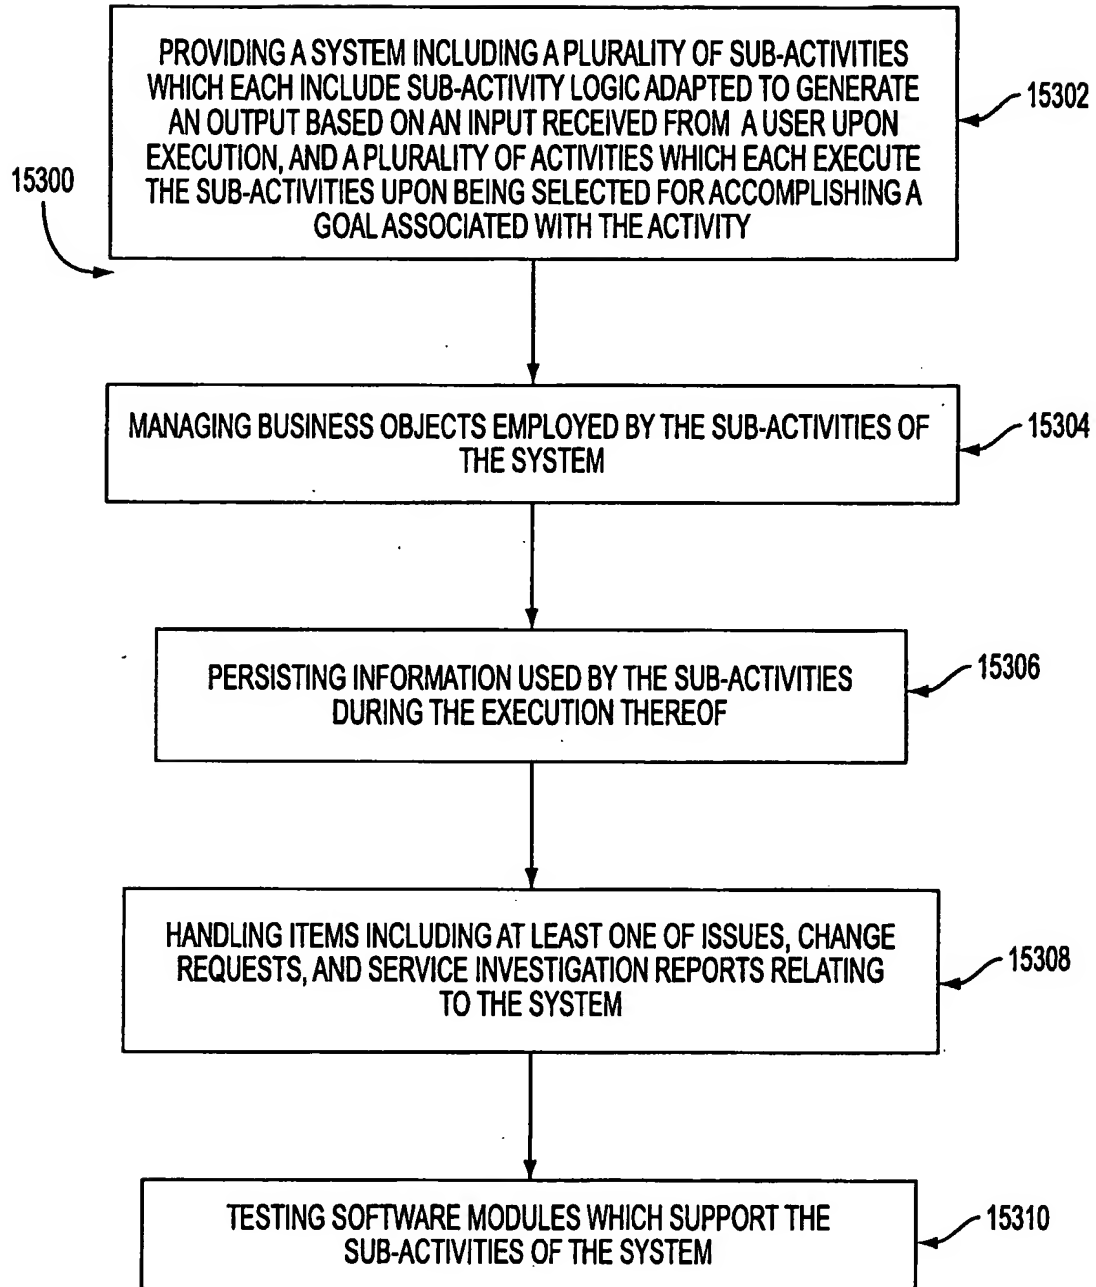 PROVIDING A SYSTEM INCLUDING A PLURALITY OF SUB-ACTIVITIES
WHICH EACH INCLUDE SUB-ACTIVITY LOGIC ADAPTED TO GENERATE
AN OUTPUT BASED ON AN INPUT RECEIVED FROM A USER UPON
EXECUTION, AND A PLURALITY OF ACTIVITIES WHICH EACH EXECUTE
THE SUB-ACTIVITIES UPON BEING SELECTED FOR ACCOMPLISHING A
GOAL ASSOCIATED WITH THE ACTIVITY
15302
15300
MANAGING BUSINESS OBJECTS EMPLOYED BY THE SUB-ACTIVITIES OF
THE SYSTEM
15304
PERSISTING INFORMATION USED BY THE SUB-ACTIVITIES
DURING THE EXECUTION THEREOF
15306
HANDLING ITEMS INCLUDING AT LEAST ONE OF ISSUES, CHANGE
REQUESTS, AND SERVICE INVESTIGATION REPORTS RELATING
TO THE SYSTEM
15308
TESTING SOFTWARE MODULES WHICH SUPPORT THE
SUB-ACTIVITIES OF THE SYSTEM
15310